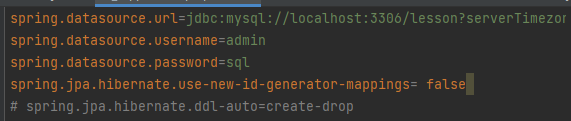 spring.datasource.url=jdbc:mysql://localhost:3306/lesson?serverTimezon
spring.datasource.username=admin
spring.datasource.password=sql
spring.jpa.hibernate.use-new-id-generator-mappings= false
# spring.jpa.hibernate.ddl-auto=create-drop